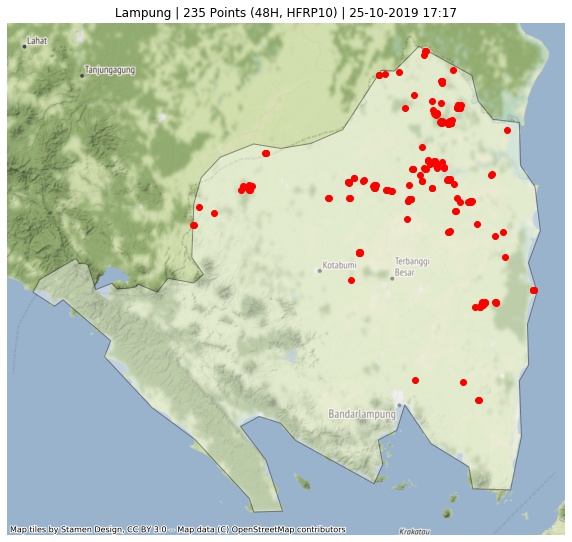 Lampung | 235 Points (48H, HFRP10) | 25-10-2019 17:17
Lahat
Tanjungagung
Kotabumi
Terbanggi
Besar
Bandarlampung
Krakatau
Map tiles by Stamen Design, CC BY 3.0 -- Map data (C) OpenStreetMap contributors